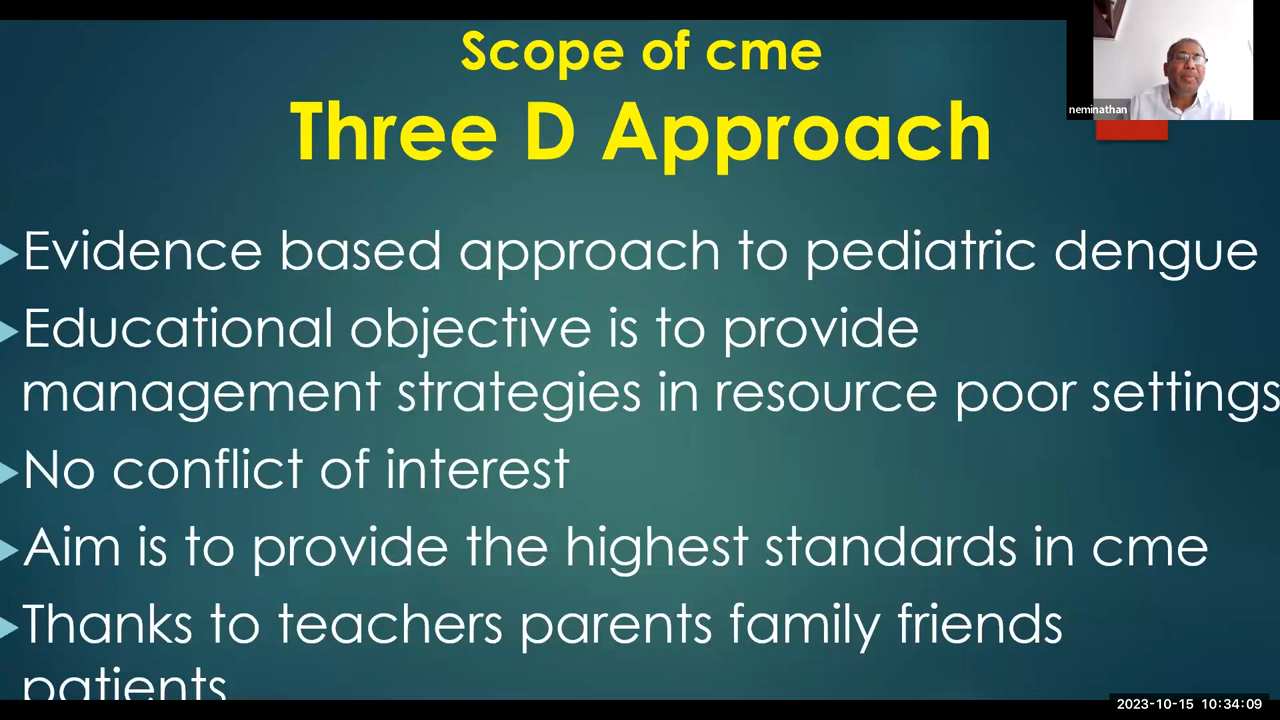 Scope of cme
Three D Approach
neminathan
Evidence based approach to pediatric dengue
Educational objective is to provide
management strategies in resource poor settings
No conflict of interest
Aim is to provide the highest standards in cme
Thanks to teachers parents family friends
patients
2023-10-15 10:34:09